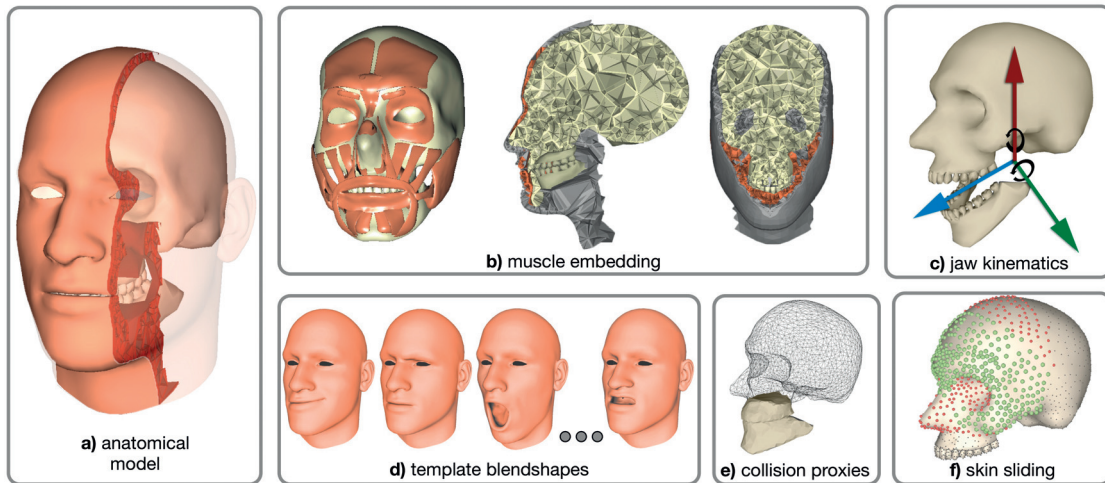 a) anatomical
model
b) muscle embedding
c) jaw kinematics
d) template blendshapes
e) collision proxies
f) skin sliding